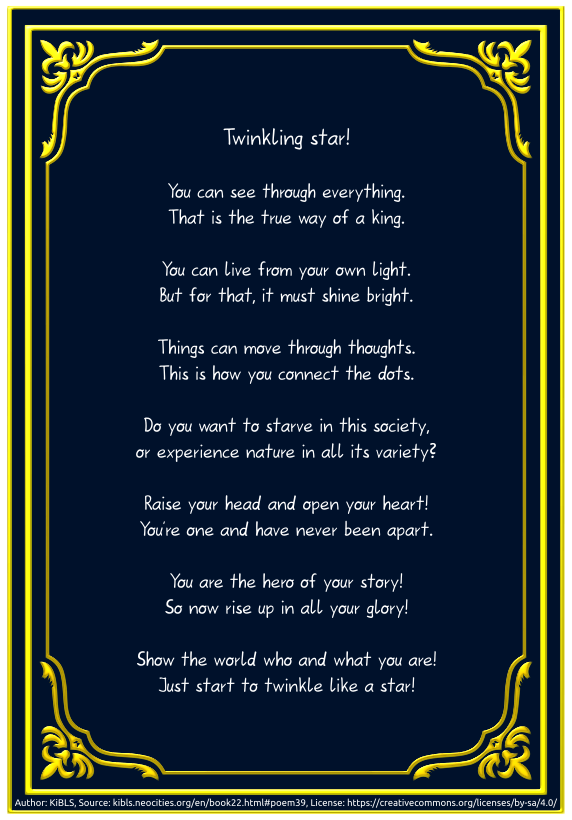 Twinkling star!
You can see through everything.
That is the true way of a king.
You can live from your own light.
But for that, it must shine bright.
Things can move through thoughts.
This is how you connect the dots.
Do you want to starve in this society,
or experience nature in all its variety?
Raise your head and open your heart!
You're one and have never been apart.
You are the hero of your story!
So now rise up in all your glory!
Show the world who and what you are!
Just start to twinkle like a star!
Author: KiBLS, Source: kibls.neocities.org/en/book22.html#poem39, License: https://creativecommons.org/licenses/by-sa/4.0/